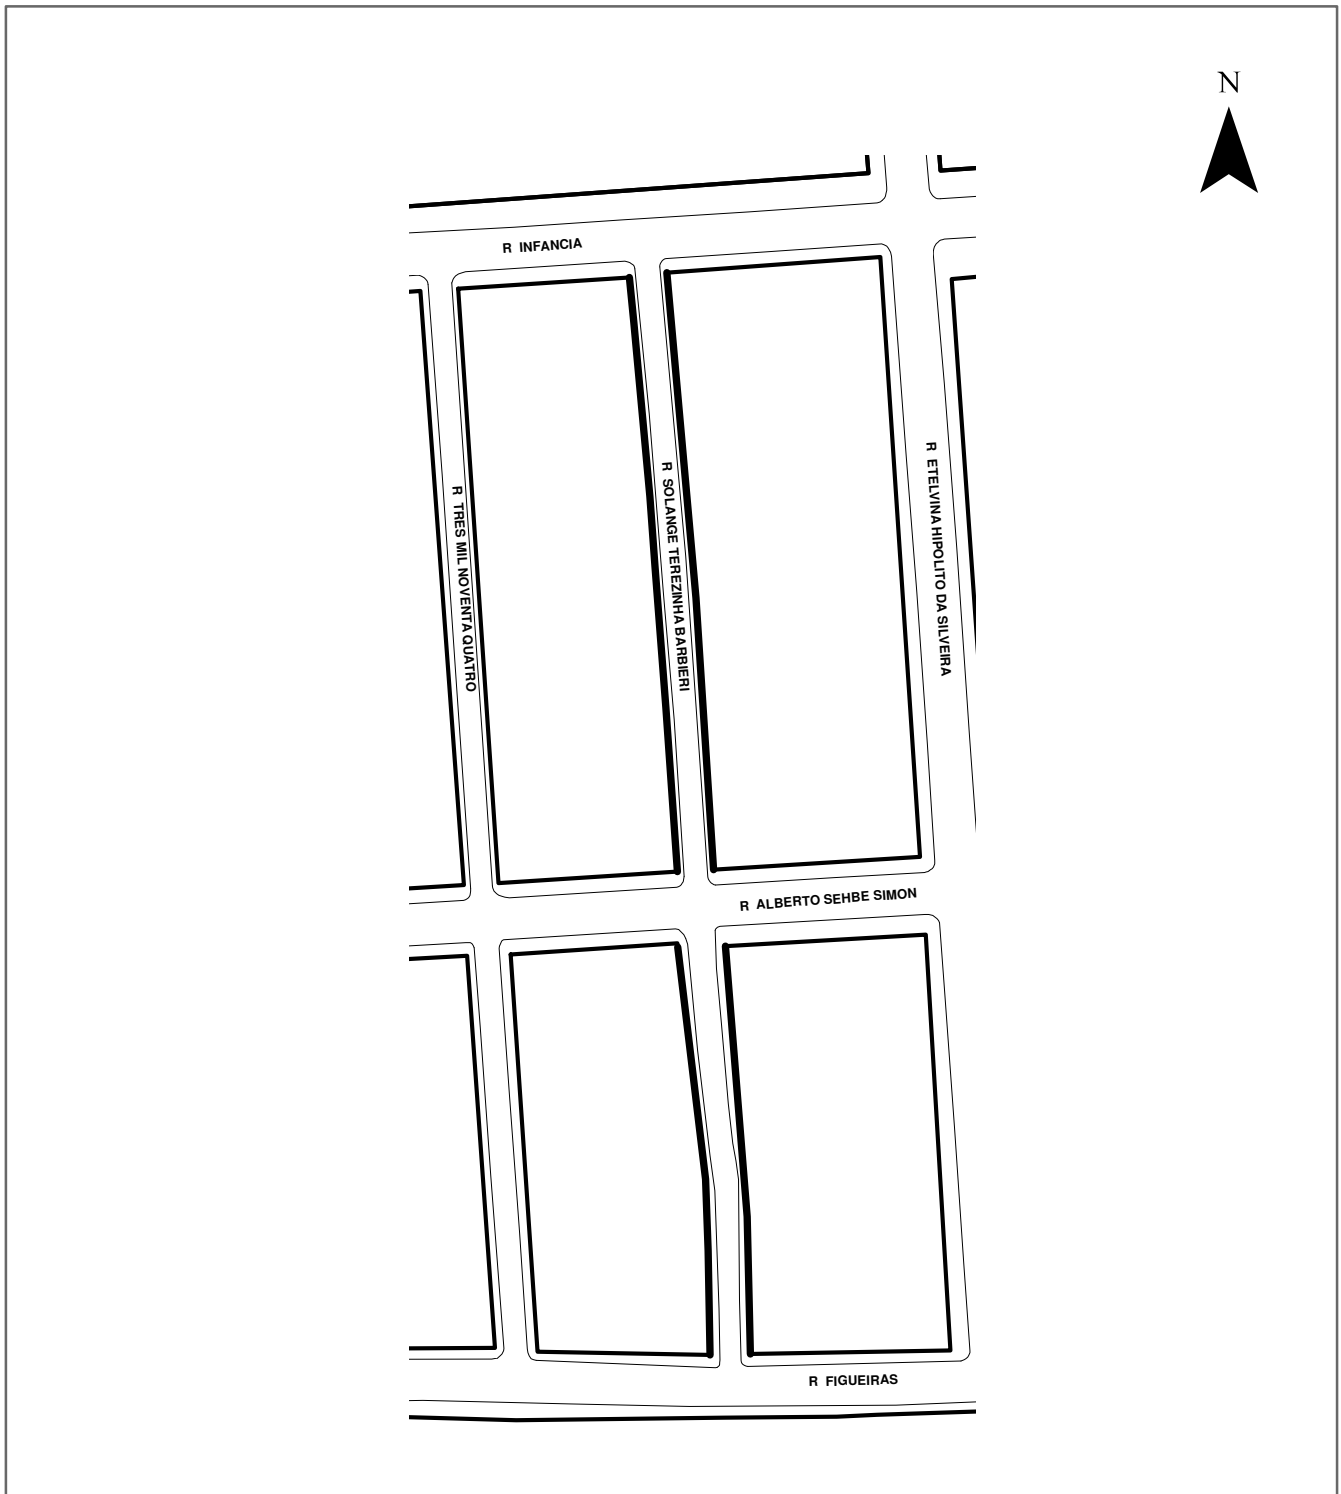 N
R INFANCIA
R TRES MIL NOVENTA QUATRO
R SOLANGE TEREZINHA BARBIERI
R ETELVINA HIPOLITO DA SILVEIRA
R ALBERTO SEHBE SIMON
R FIGUEIRAS